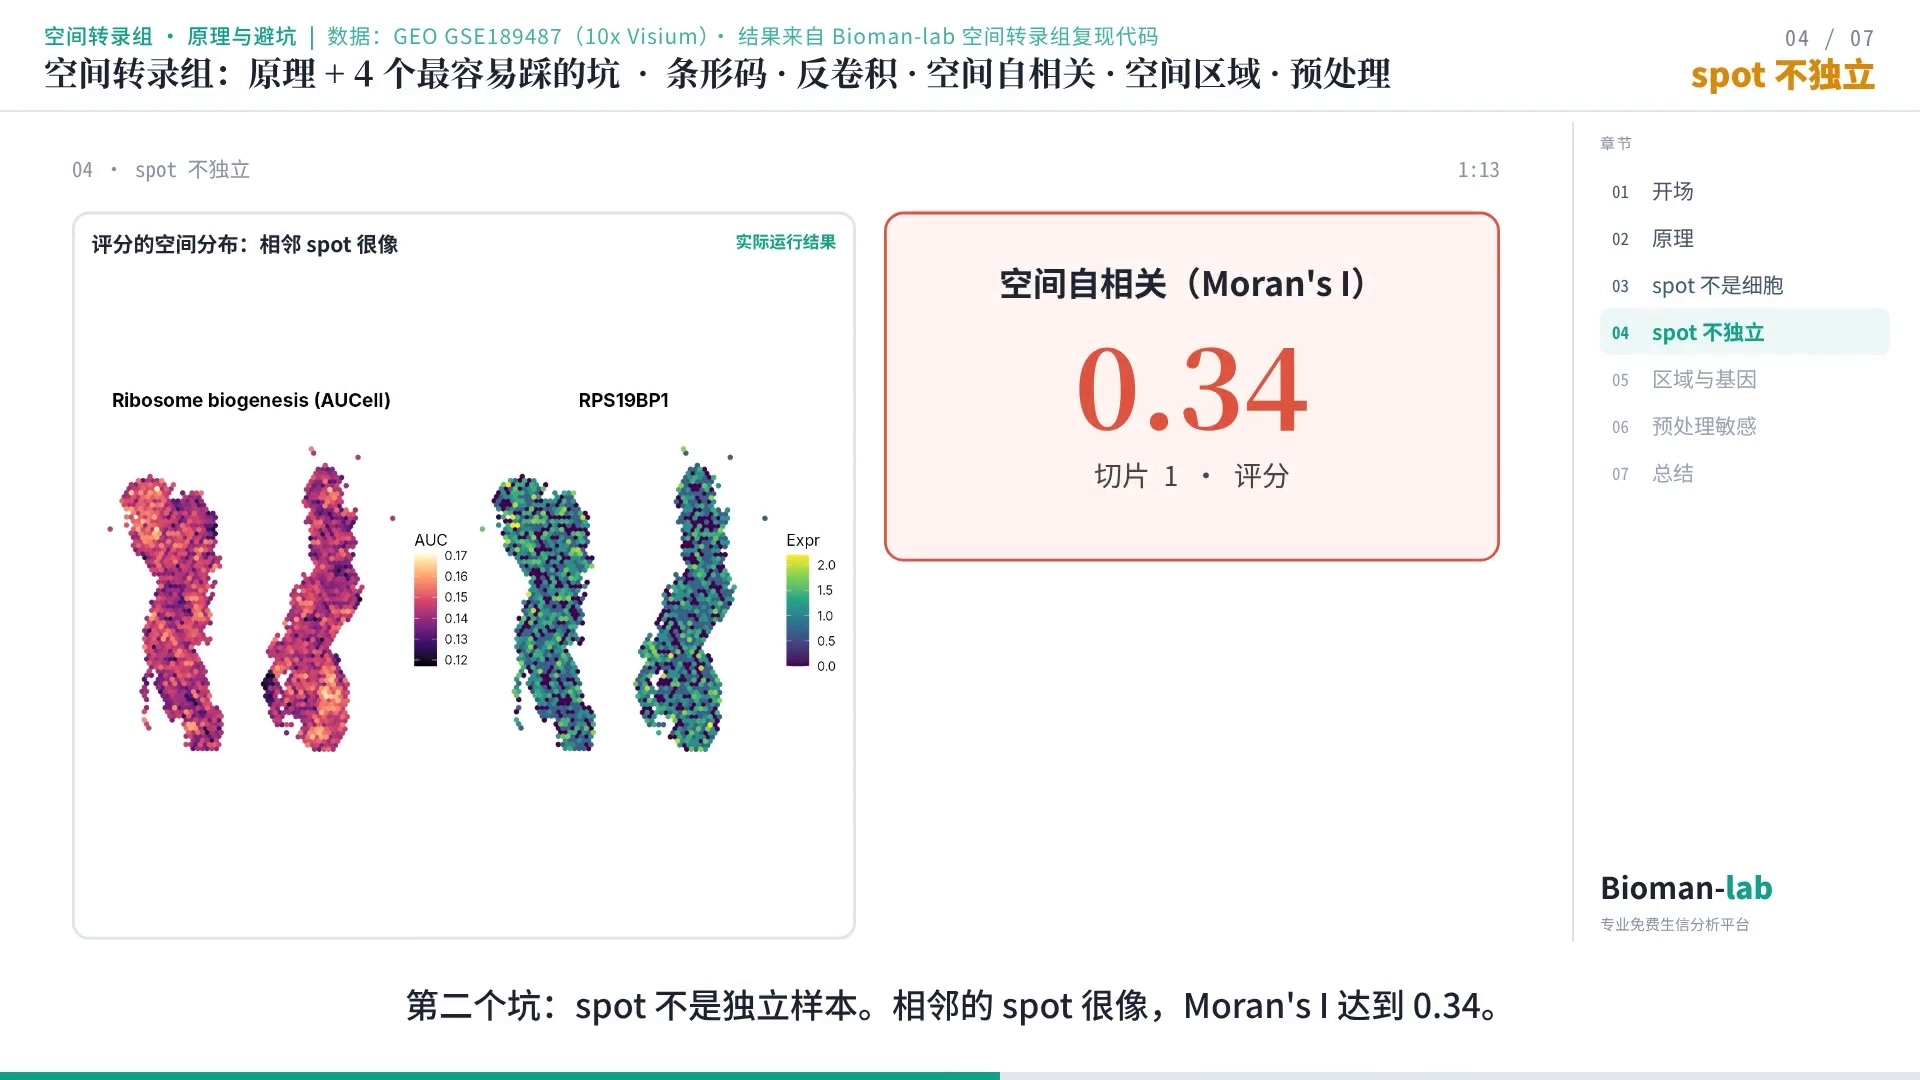 空间转录组 · 原理与避坑 | 数据：GEO GSE189487（10x Visium）· 结果来自 Bioman-lab 空间转录组复现代码
空间转录组：原理 + 4 个最容易踩的坑 · 条形码 · 反卷积 · 空间自相关 · 空间区域 · 预处理
04 / 07
spot 不独立
04 · spot 不独立
1:13
评分的空间分布：相邻 spot 很像
实际运行结果
Ribosome biogenesis (AUCell)
AUC
0.17
0.16
0.15
0.14
0.13
0.12
RPS19BP1
Expr
2.0
1.5
1.0
0.5
0.0
空间自相关（Moran's I）
0.34
切片 1 · 评分
章节
01 开场
02 原理
03 spot 不是细胞
04 spot 不独立
05 区域与基因
06 预处理敏感
07 总结
Bioman-lab
专业免费生信分析平台
第二个坑：spot 不是独立样本。相邻的 spot 很像，Moran's I 达到 0.34。